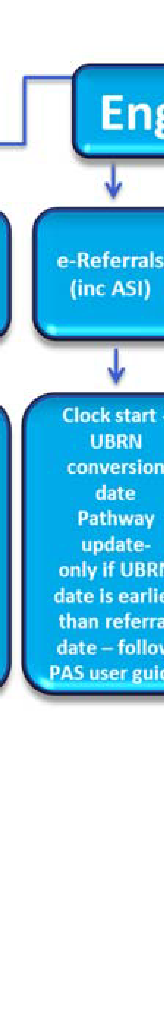 Eng
e-Referrals
(inc ASI)
Clock start -
UBRN
conversion
date
Pathway
update-
only if UBRN
date is earlie
than referra
date – follow
PAS user guid